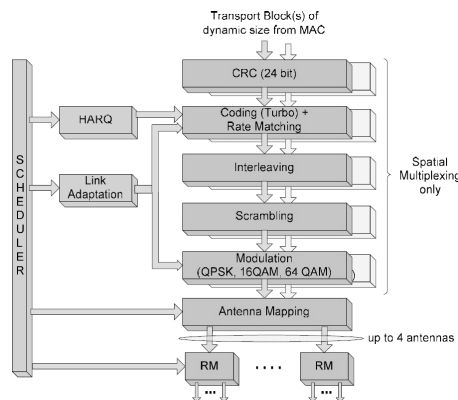 Transport Block(s) of
dynamic size from MAC
CRC (24 bit)
HARQ
Coding (Turbo) +
Rate Matching
SCHEDULER
Link
Adaptation
Interleaving
Spatial
Multiplexing
only
Scrambling
Modulation
(QPSK, 16QAM, 64 QAM)
Antenna Mapping
up to 4 antennas
RM
....
RM
...
...